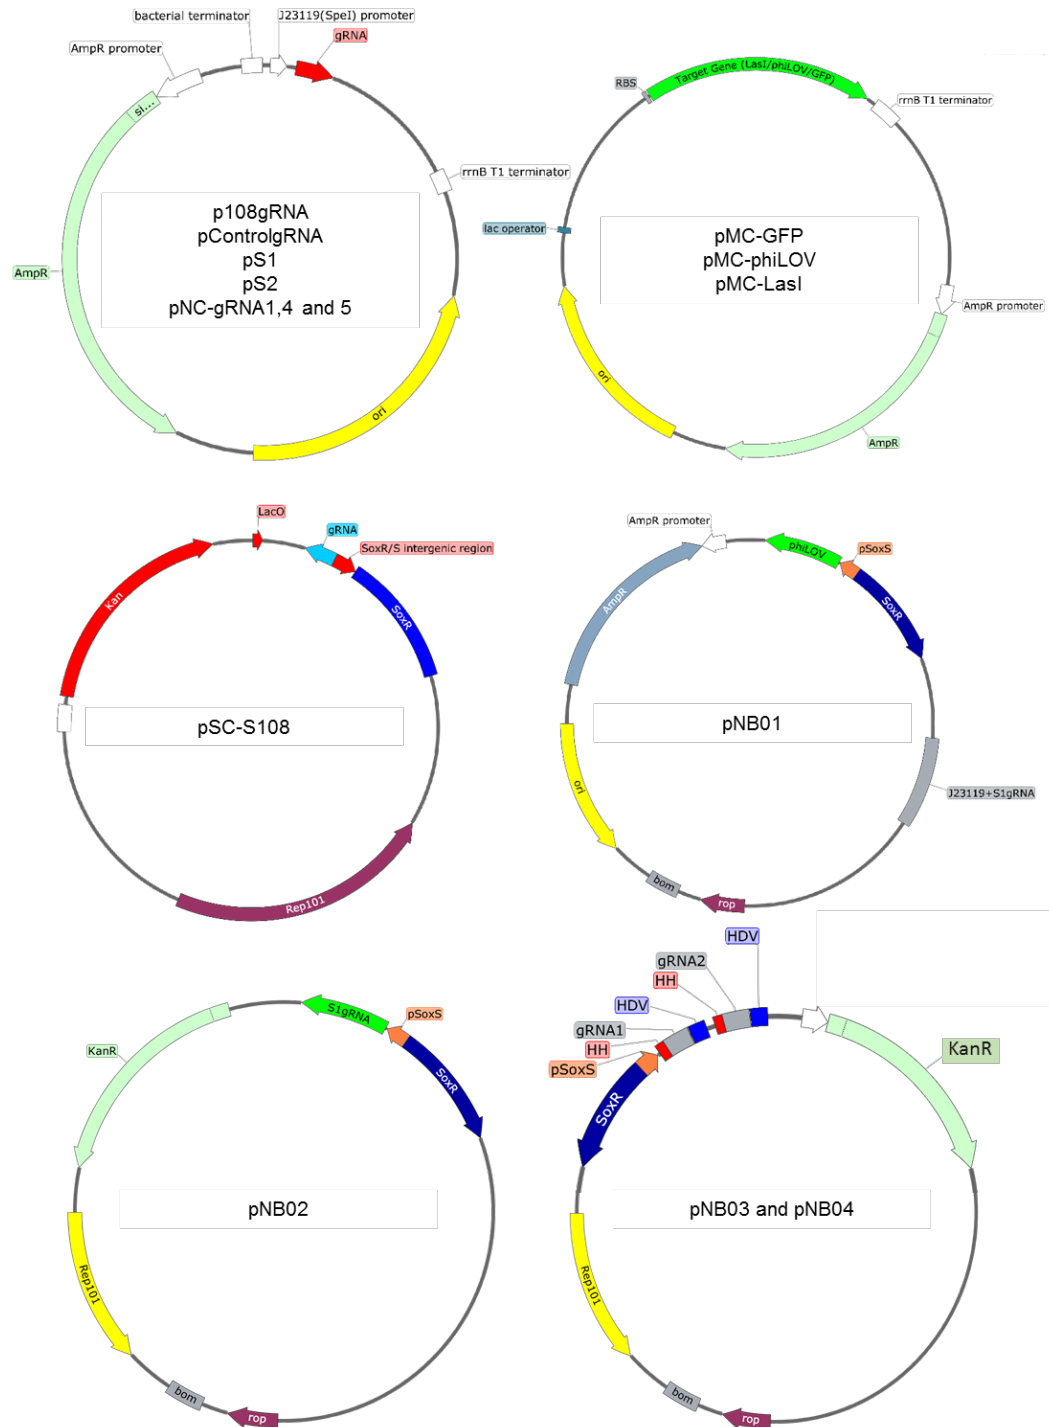 bacterial terminator
J23119(SpeI) promoter
AmpR promoter
gRNA
si...
rrnB T1 terminator
p108gRNA
pControlgRNA
pS1
pS2
pNC-gRNA1,4 and 5
AmpR
ori
Target Gene (LasI/phiLOV/GFP)
RBS
rrnB T1 terminator
lac operator
pMC-GFP
pMC-phiLOV
pMC-LasI
AmpR promoter
ori
AmpR
LacO
gRNA
SoxR/S intergenic region
Kan
SoxR
pSC-S108
Rep101
AmpR promoter
phiLOV
pSoxS
AmpR
SoxR
pNB01
J23119+S1gRNA
ori
bom
rop
S1gRNA
pSoxS
KanR
SoxR
pNB02
Rep101
bom
rop
HDV
gRNA2
HH
HDV
gRNA1
HH
pSoxS
KanR
SoxR
pNB03 and pNB04
Rep101
bom
rop